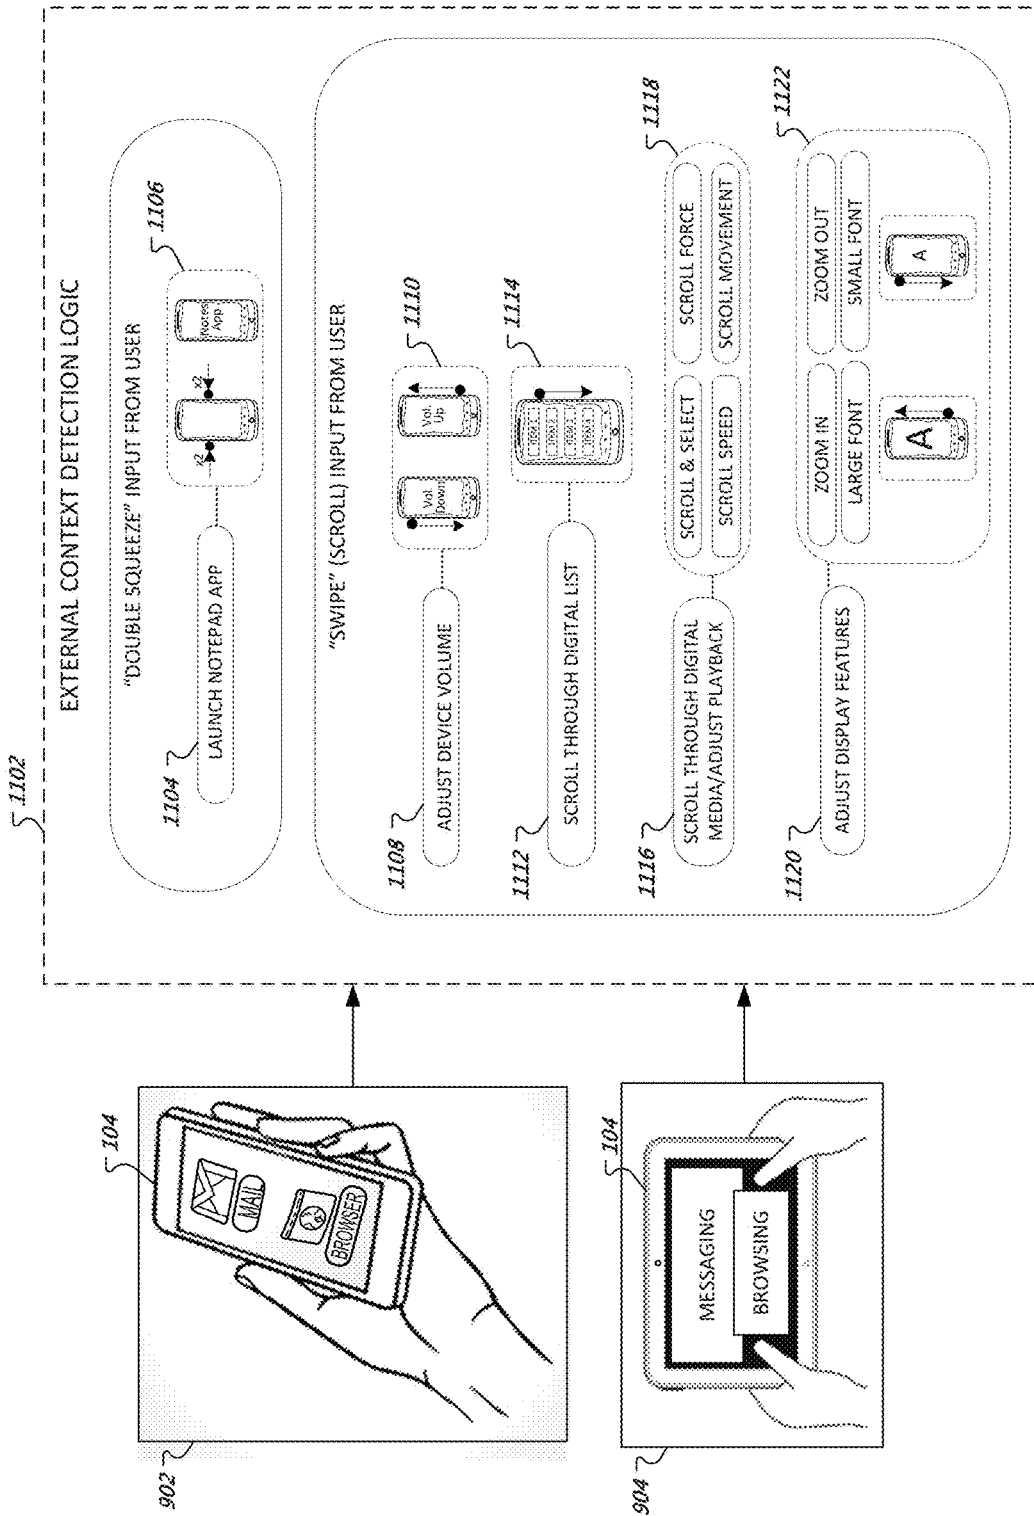 902
104
MAIL
BROWSER
904
104
MESSAGING
BROWSING
1102
EXTERNAL CONTEXT DETECTION LOGIC
"DOUBLE SQUEEZE" INPUT FROM USER
1104
LAUNCH NOTEPAD APP
1106
x2
x2
Notes
App
"SWIPE" (SCROLL) INPUT FROM USER
1108
ADJUST DEVICE VOLUME
1110
Vol.
Down
Vol.
Up
1112
SCROLL THROUGH DIGITAL LIST
1114
1116
SCROLL THROUGH DIGITAL
MEDIA/ADJUST PLAYBACK
1118
SCROLL & SELECT
SCROLL FORCE
SCROLL SPEED
SCROLL MOVEMENT
1120
ADJUST DISPLAY FEATURES
1122
ZOOM IN
ZOOM OUT
LARGE FONT
SMALL FONT
A
A